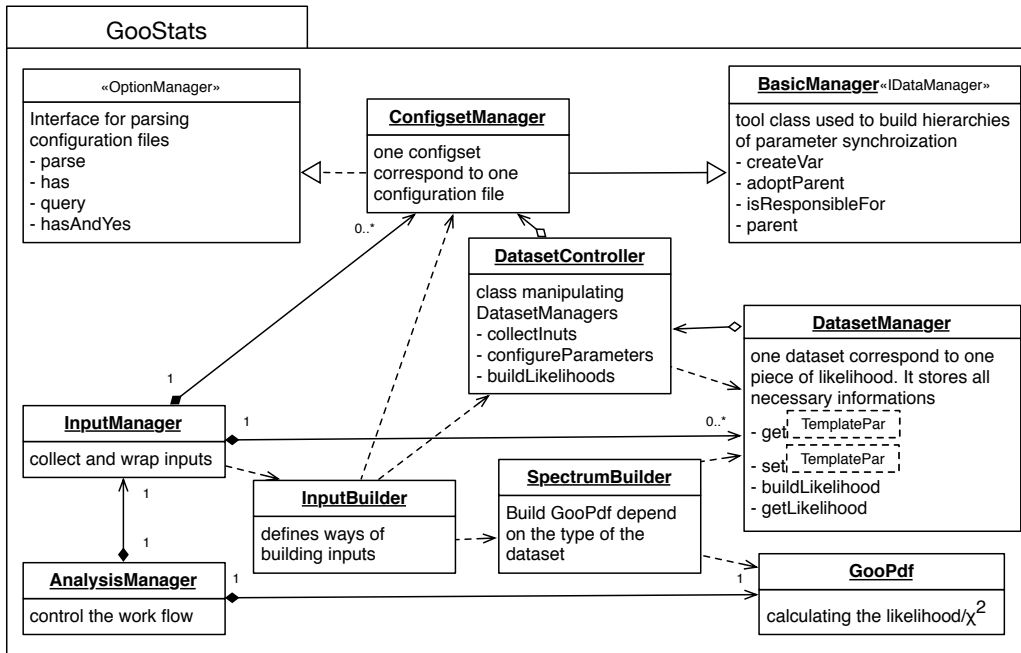 GooStats
«OptionManager»
Interface for parsing
configuration files
- parse
- has
- query
- hasAndYes
ConfigsetManager
one configset
correspond to one
configuration file
BasicManager«IDataManager»
tool class used to build hierarchies
of parameter synchroization
- createVar
- adoptParent
- isResponsibleFor
- parent
0..*
DatasetController
class manipulating
DatasetManagers
- collectInuts
- configureParameters
- buildLikelihoods
DatasetManager
one dataset correspond to one
piece of likelihood. It stores all
necessary informations
- get TemplatePar
- set TemplatePar
- buildLikelihood
- getLikelihood
1
InputManager
collect and wrap inputs
1
0..*
1
InputBuilder
defines ways of
building inputs
SpectrumBuilder
Build GooPdf depend
on the type of the
dataset
1
AnalysisManager
control the work flow
1
1
GooPdf
calculating the likelihood/χ²